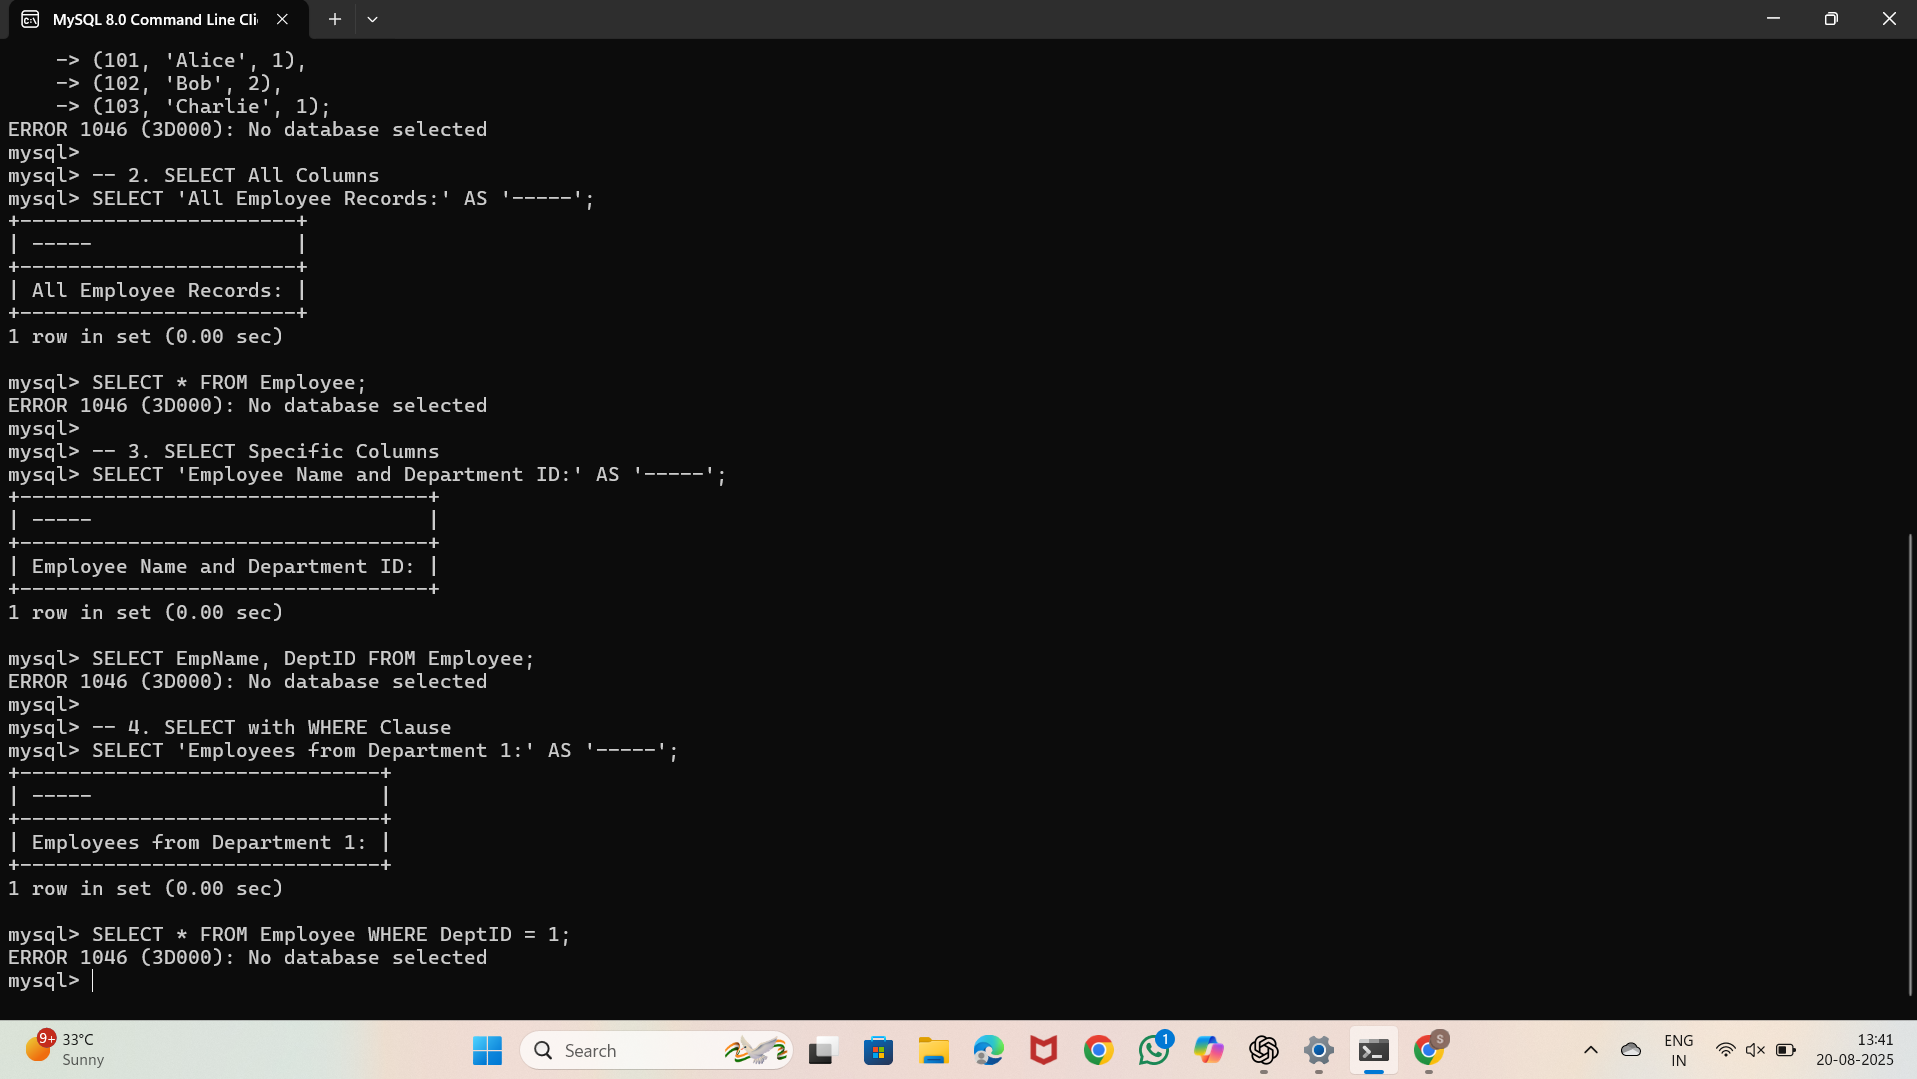 MySQL 8.0 Command Line Cli
    -> (101, 'Alice', 1),
    -> (102, 'Bob', 2),
    -> (103, 'Charlie', 1);
ERROR 1046 (3D000): No database selected
mysql>
mysql> -- 2. SELECT All Columns
mysql> SELECT 'All Employee Records:' AS '-----';
+-----------------------+
| -----                 |
+-----------------------+
| All Employee Records: |
+-----------------------+
1 row in set (0.00 sec)

mysql> SELECT * FROM Employee;
ERROR 1046 (3D000): No database selected
mysql>
mysql> -- 3. SELECT Specific Columns
mysql> SELECT 'Employee Name and Department ID:' AS '-----';
+----------------------------------+
| -----                            |
+----------------------------------+
| Employee Name and Department ID: |
+----------------------------------+
1 row in set (0.00 sec)

mysql> SELECT EmpName, DeptID FROM Employee;
ERROR 1046 (3D000): No database selected
mysql>
mysql> -- 4. SELECT with WHERE Clause
mysql> SELECT 'Employees from Department 1:' AS '-----';
+------------------------------+
| -----                        |
+------------------------------+
| Employees from Department 1: |
+------------------------------+
1 row in set (0.00 sec)

mysql> SELECT * FROM Employee WHERE DeptID = 1;
ERROR 1046 (3D000): No database selected
mysql>
9+
33°C
Sunny
Search
1
S
ENG
IN
13:41
20-08-2025